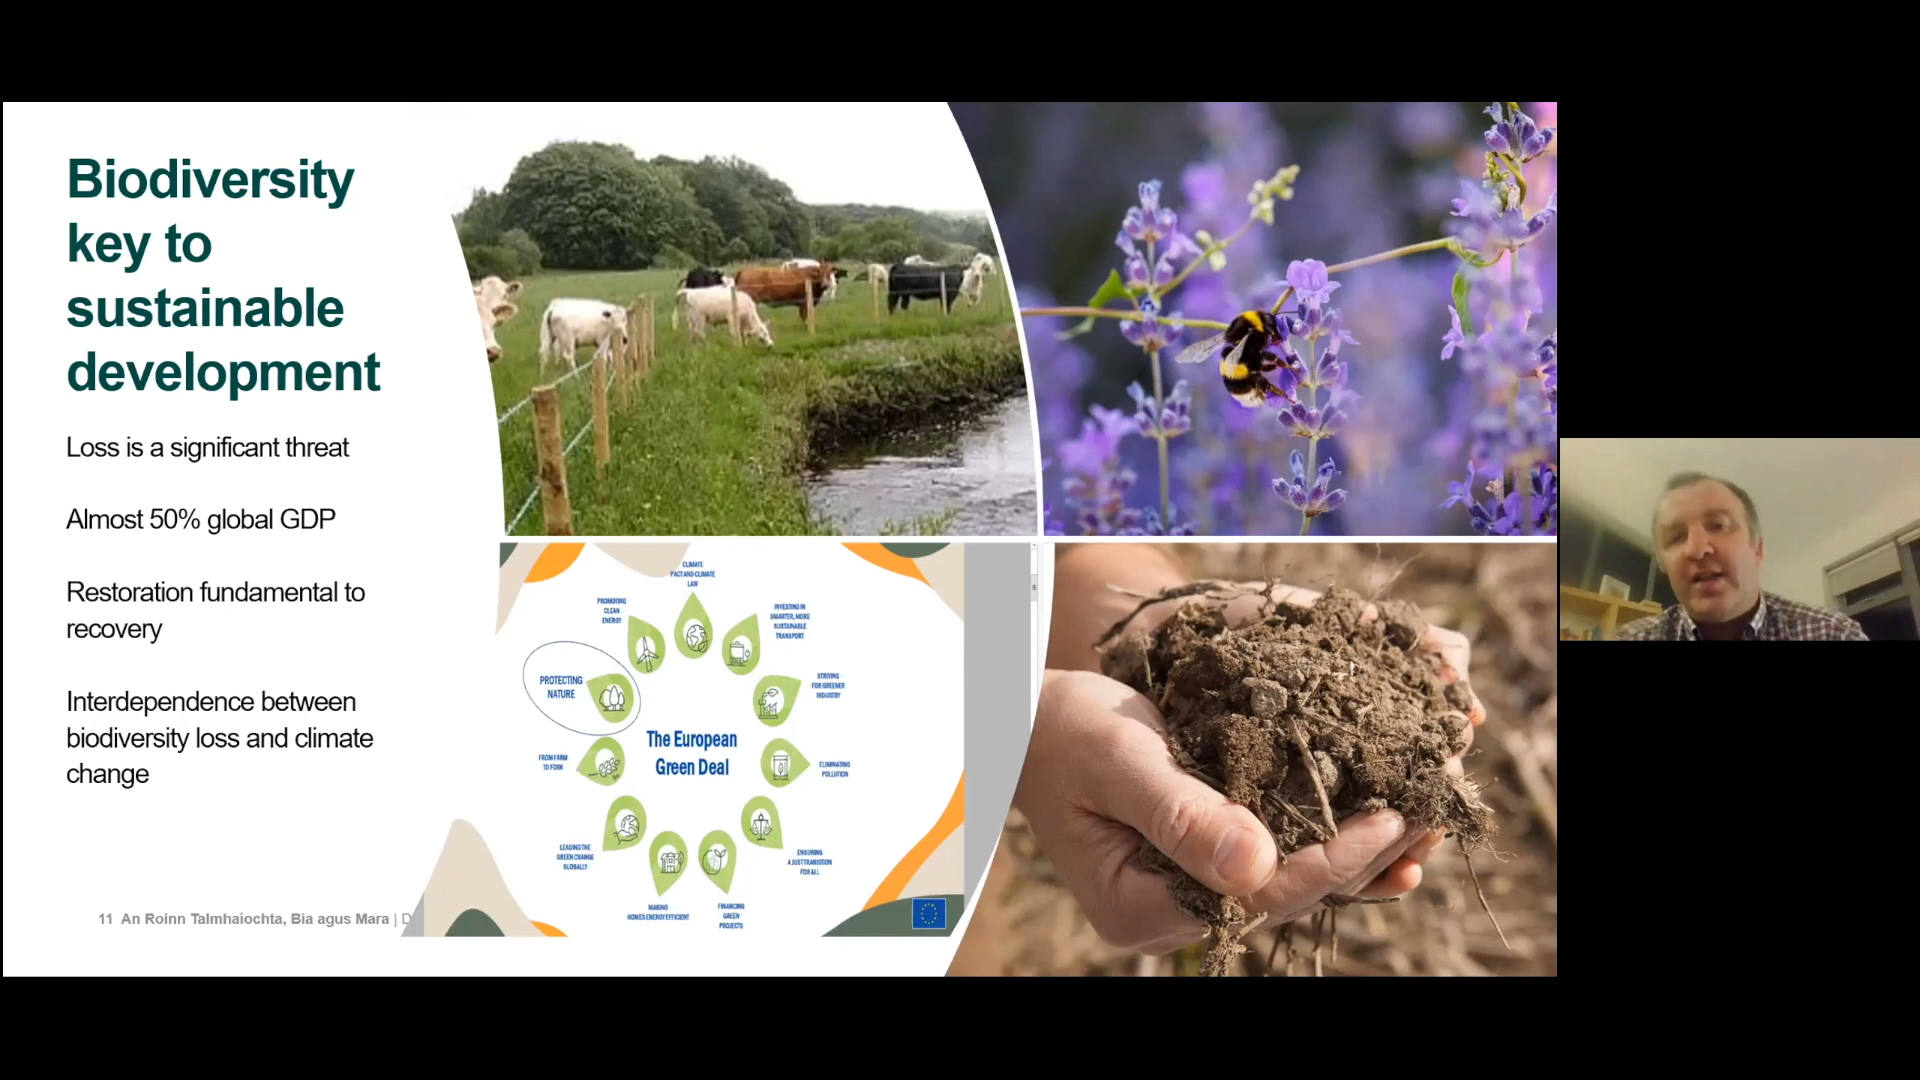 Biodiversity
key to
sustainable
development
Loss is a significant threat
Almost 50% global GDP
Restoration fundamental to
recovery
Interdependence between
biodiversity loss and climate
change
11 An Roinn Talmhaíochta, Bia agus Mara | D
CLIMATE
PACT AND CLIMATE
LAW
PROMOTING
CLEAN
ENERGY
INVESTING IN
SMARTER, MORE
SUSTAINABLE
TRANSPORT
PROTECTING
NATURE
STRIVING
FOR GREENER
INDUSTRY
The European
Green Deal
FROM FARM
TO FORK
ELIMINATING
POLLUTION
LEADING THE
GREEN CHANGE
GLOBALLY
ENSURING
A JUST TRANSITION
FOR ALL
MAKING
HOMES ENERGY EFFICIENT
FINANCING
GREEN
PROJECTS